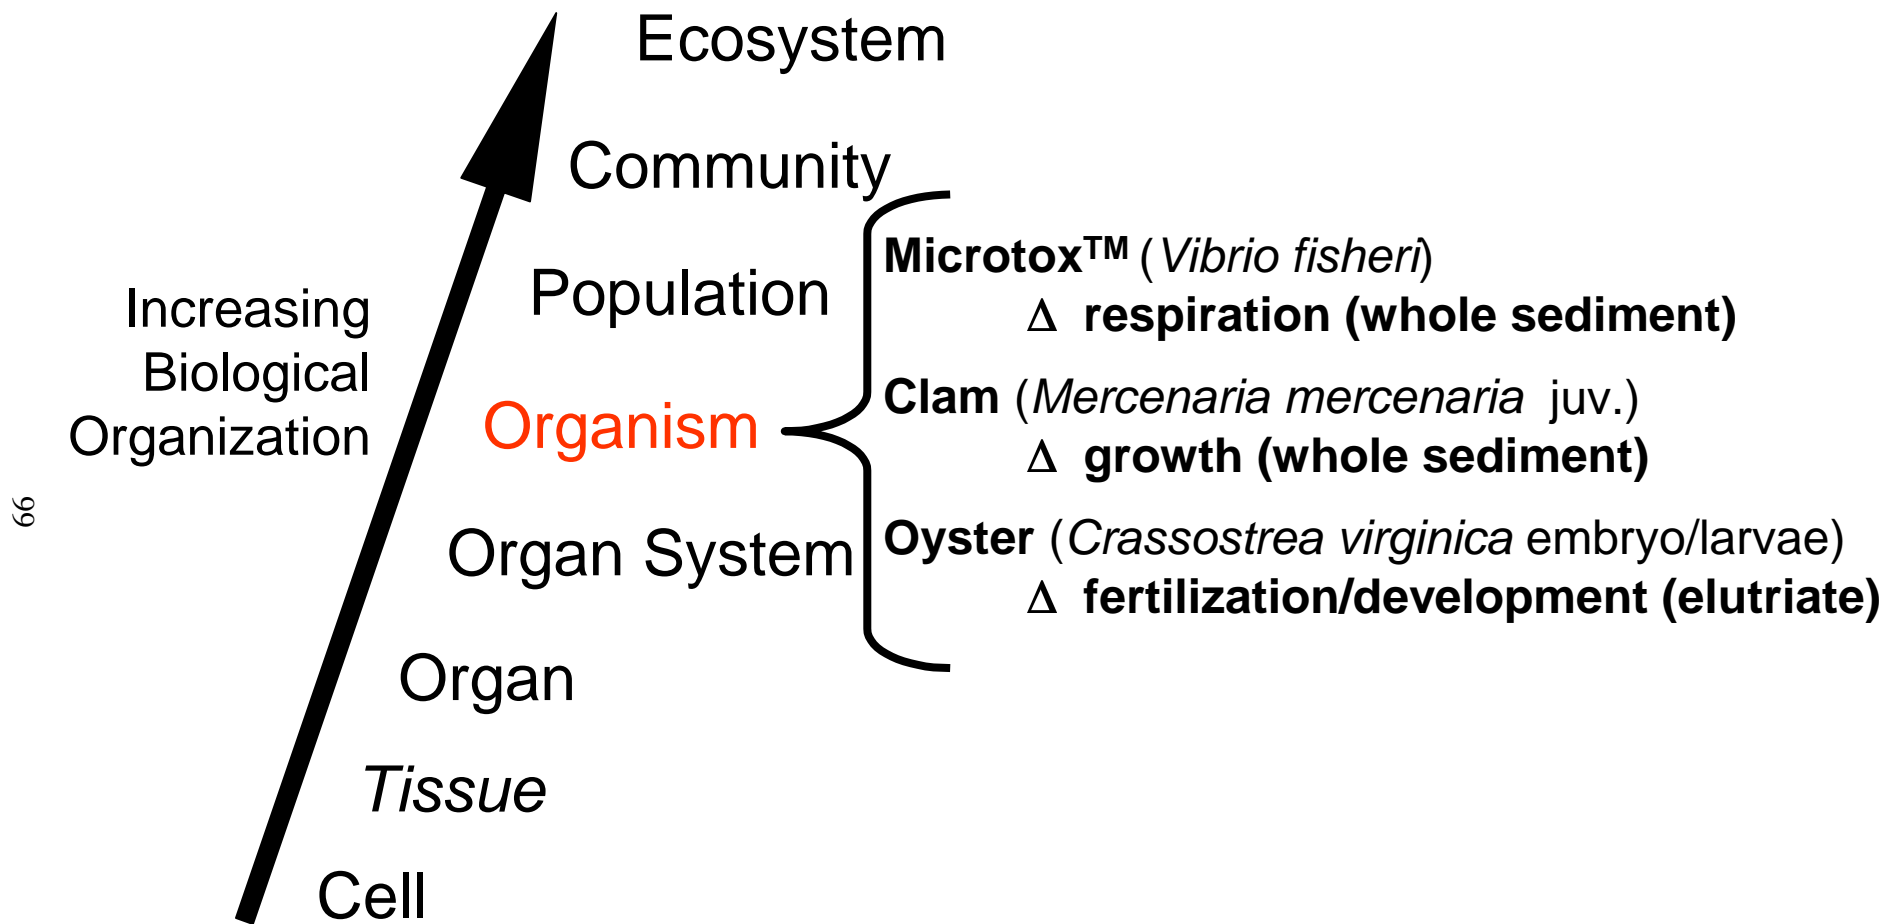 Ecosystem
Community
Population
Organism
Organ System
Organ
Tissue
Cell
Increasing
Biological
Organization
Microtox™ (Vibrio fisheri)
Δ respiration (whole sediment)
Clam (Mercenaria mercenaria juv.)
Δ growth (whole sediment)
Oyster (Crassostrea virginica embryo/larvae)
Δ fertilization/development (elutriate)
66